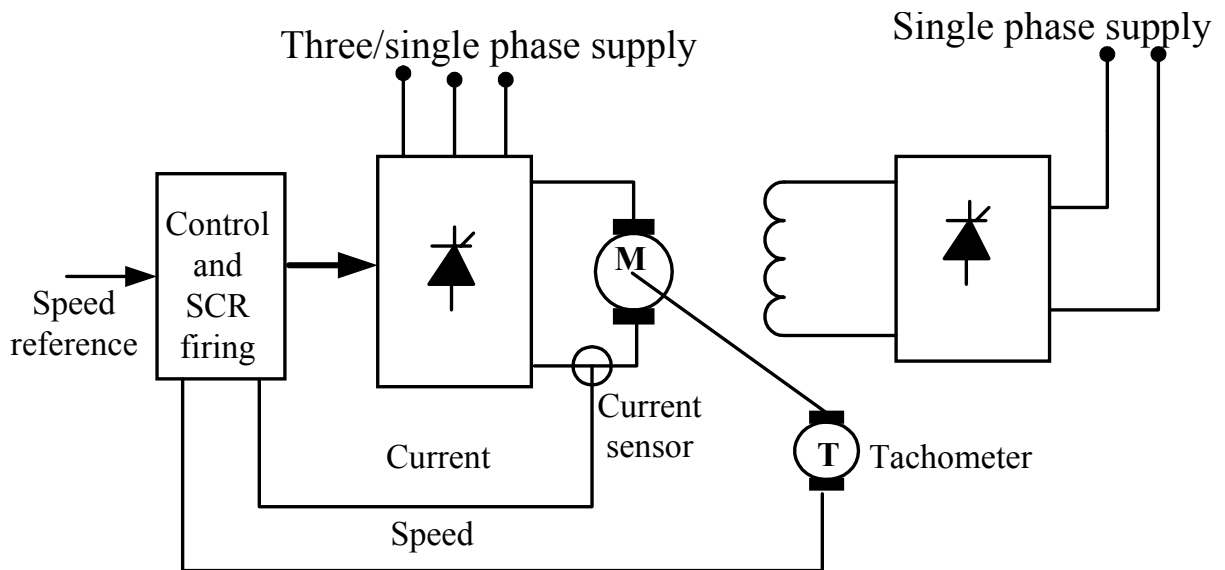 Three/single phase supply
Single phase supply
Control
and
SCR
firing
Speed
reference
M
Current
sensor
T
Tachometer
Current
Speed